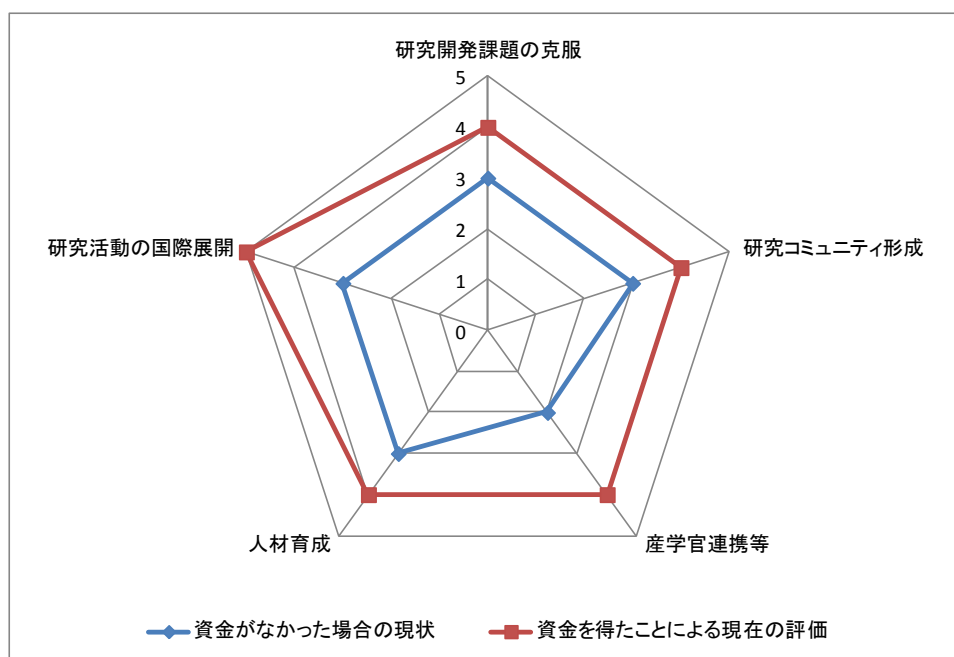 研究開発課題の克服
5
4
3
2
1
0
研究コミュニティ形成
産学官連携等
人材育成
研究活動の国際展開
資金がなかった場合の現状
資金を得たことによる現在の評価